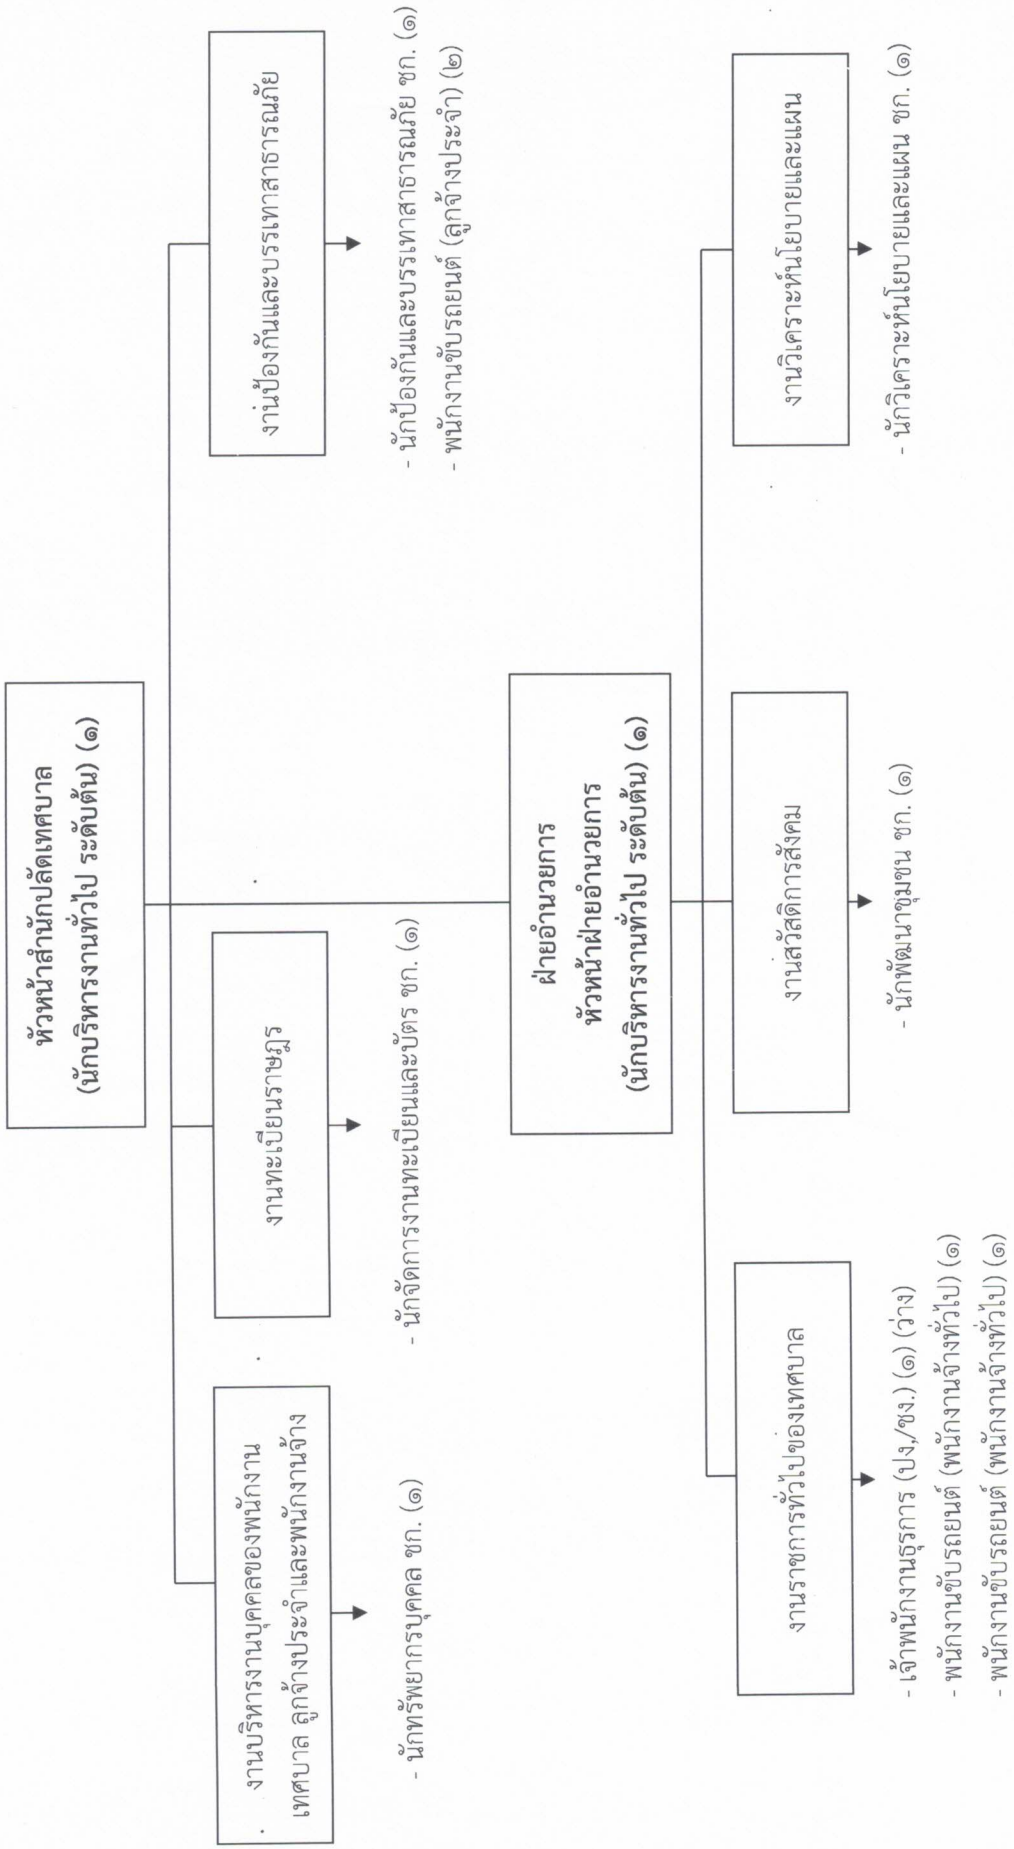 หัวหน้าสำนักปลัดเทศบาล
(นักบริหารงานทั่วไป ระดับต้น) (๑)
งานบริหารงานบุคคลของพนักงาน
เทศบาล ลูกจ้างประจำและพนักงานจ้าง
- นักทรัพยากรบุคคล ชก. (๑)
งานทะเบียนราษฎร
- นักจัดการงานทะเบียนและบัตร ชก. (๑)
งานป้องกันและบรรเทาสาธารณภัย
- นักป้องกันและบรรเทาสาธารณภัย ชก. (๑)
- พนักงานขับรถยนต์ (ลูกจ้างประจำ) (๒)
ฝ่ายอำนวยการ
หัวหน้าฝ่ายอำนวยการ
(นักบริหารงานทั่วไป ระดับต้น) (๑)
งานราชการทั่วไปของเทศบาล
- เจ้าพนักงานธุรการ (ปง,/ชง.) (๑) (ว่าง)
- พนักงานขับรถยนต์ (พนักงานจ้างทั่วไป) (๑)
- พนักงานขับรถยนต์ (พนักงานจ้างทั่วไป) (๑)
งานสวัสดิการสังคม
- นักพัฒนาชุมชน ชก. (๑)
งานวิเคราะห์นโยบายและแผน
- นักวิเคราะห์นโยบายและแผน ชก. (๑)